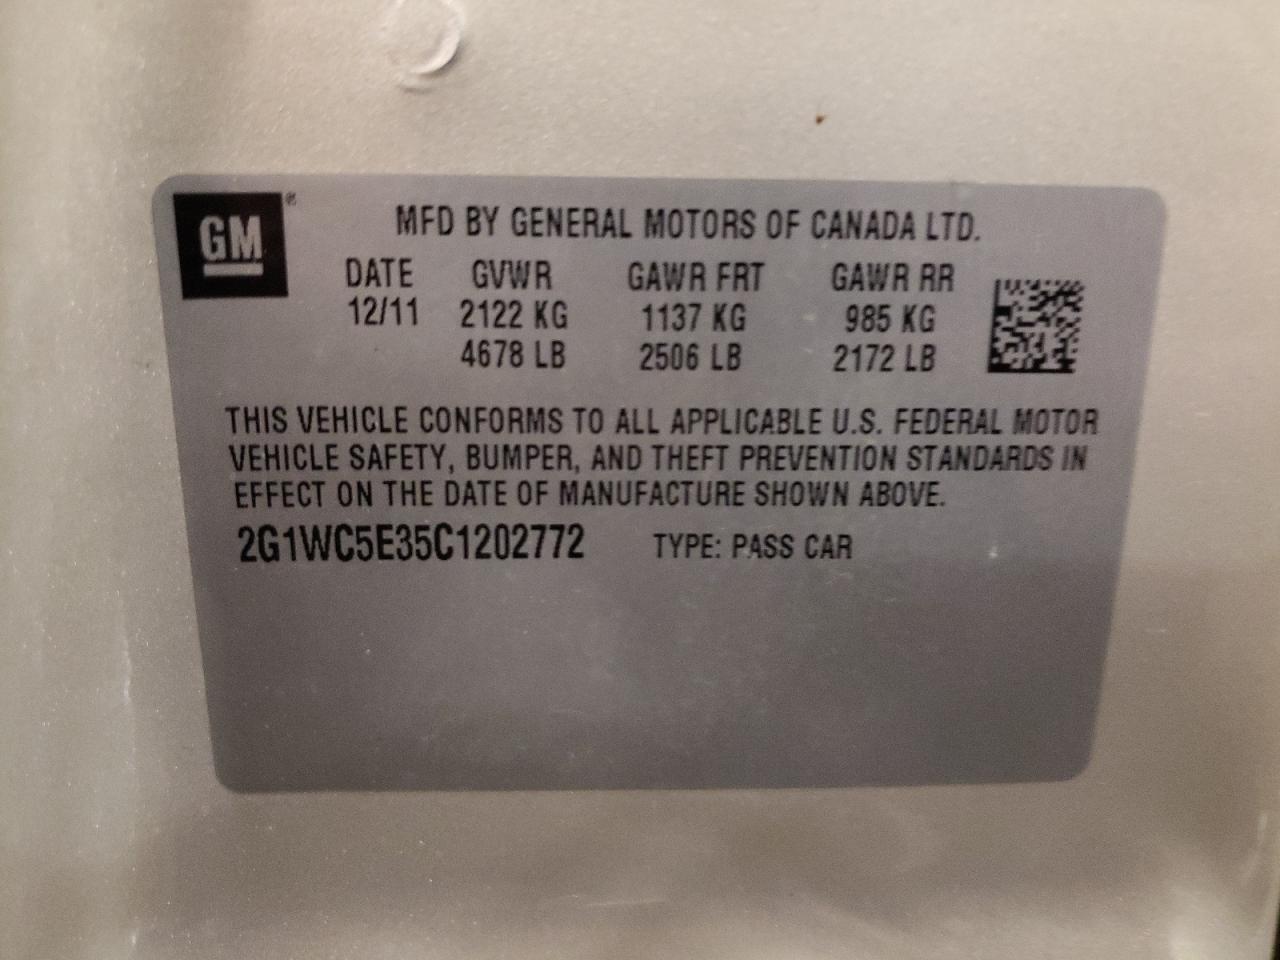 GM®
MFD BY GENERAL MOTORS OF CANADA LTD.
DATE GVWR GAWR FRT GAWR RR
12/11 2122 KG 1137 KG 985 KG
4678 LB 2506 LB 2172 LB
THIS VEHICLE CONFORMS TO ALL APPLICABLE U.S. FEDERAL MOTOR
VEHICLE SAFETY, BUMPER, AND THEFT PREVENTION STANDARDS IN
EFFECT ON THE DATE OF MANUFACTURE SHOWN ABOVE.
2G1WC5E35C1202772 TYPE: PASS CAR